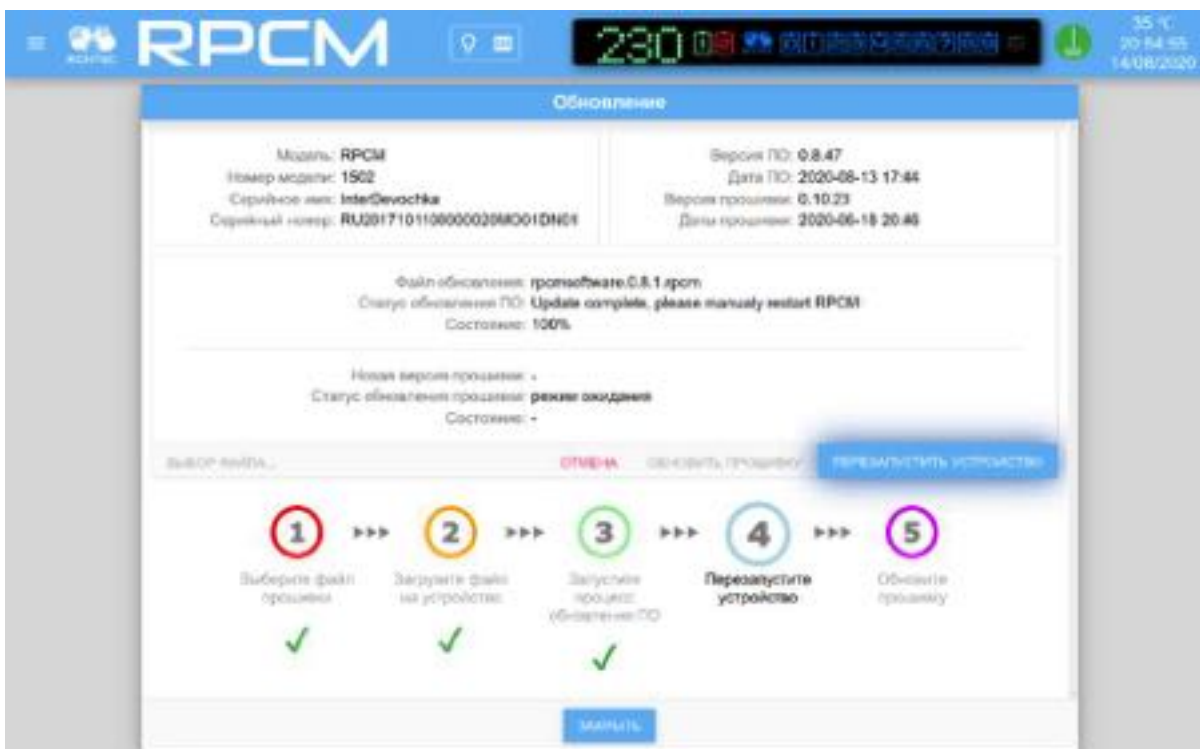 RPCM
230
35 °C
20:54:55
14/08/2020
Обновление
Модель: RPCM
Номер модели: 1502
Серийное имя: InterDevochka
Серийный номер: RU2017101100000020MO01DN01
Версия ПО: 0.8.47
Дата ПО: 2020-08-13 17:44
Версия прошивки: 0.10.23
Дата прошивки: 2020-06-18 20:46
Файл обновления: rpcmsoftware.0.8.1.rpcm
Статус обновления ПО: Update complete, please manualy restart RPCM
Состояние: 100%
Новая версия прошивки: -
Статус обновления прошивки: режим ожидания
Состояние: -
ВЫБОР ФАЙЛА...
ОТМЕНА
ОБНОВИТЬ ПРОШИВКУ
ПЕРЕЗАПУСТИТЬ УСТРОЙСТВО
1
2
3
4
5
Выберите файл
прошивки
Загрузите файл
на устройство
Запустите
процесс
обновления ПО
Перезапустите
устройство
Обновите
прошивку
ЗАКРЫТЬ